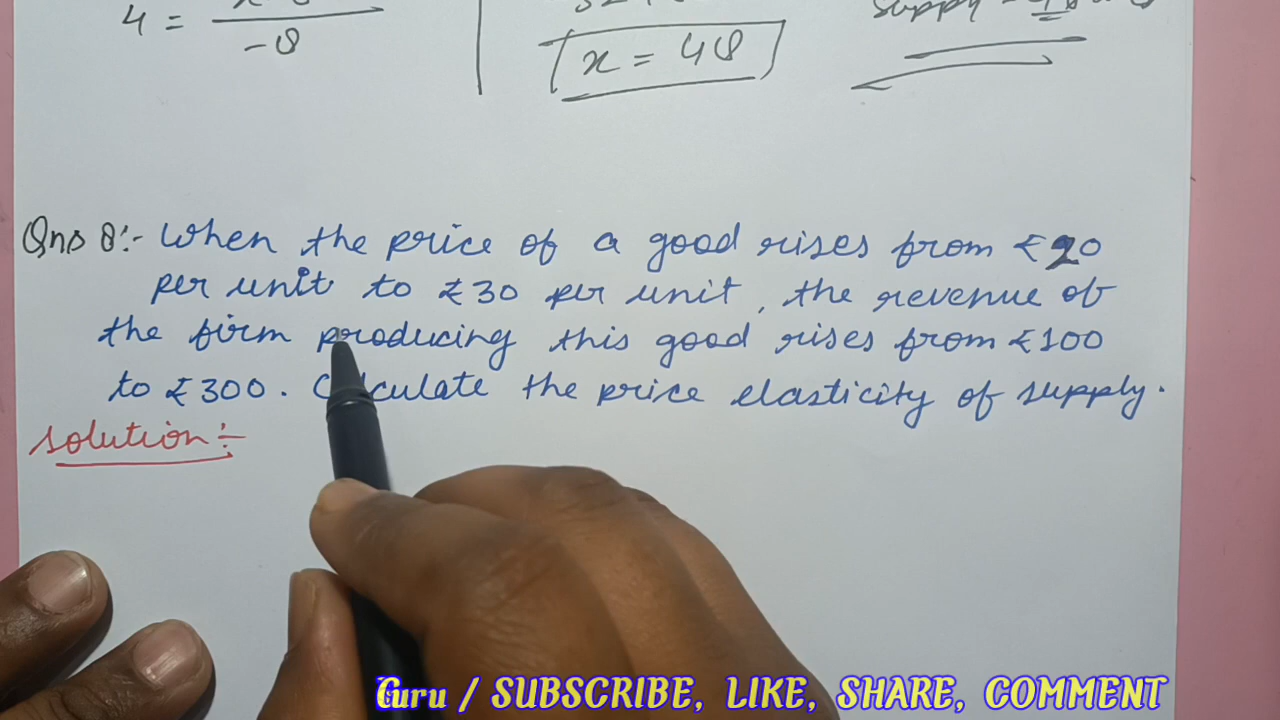 4 =
-8
x = 48
supply =
Qno 8:- When the price of a good rises from ₹20
per unit to ₹30 per unit, the revenue of
the firm producing this good rises from ₹100
to ₹300. Calculate the price elasticity of supply.
Solution :-
Guru / SUBSCRIBE, LIKE, SHARE, COMMENT